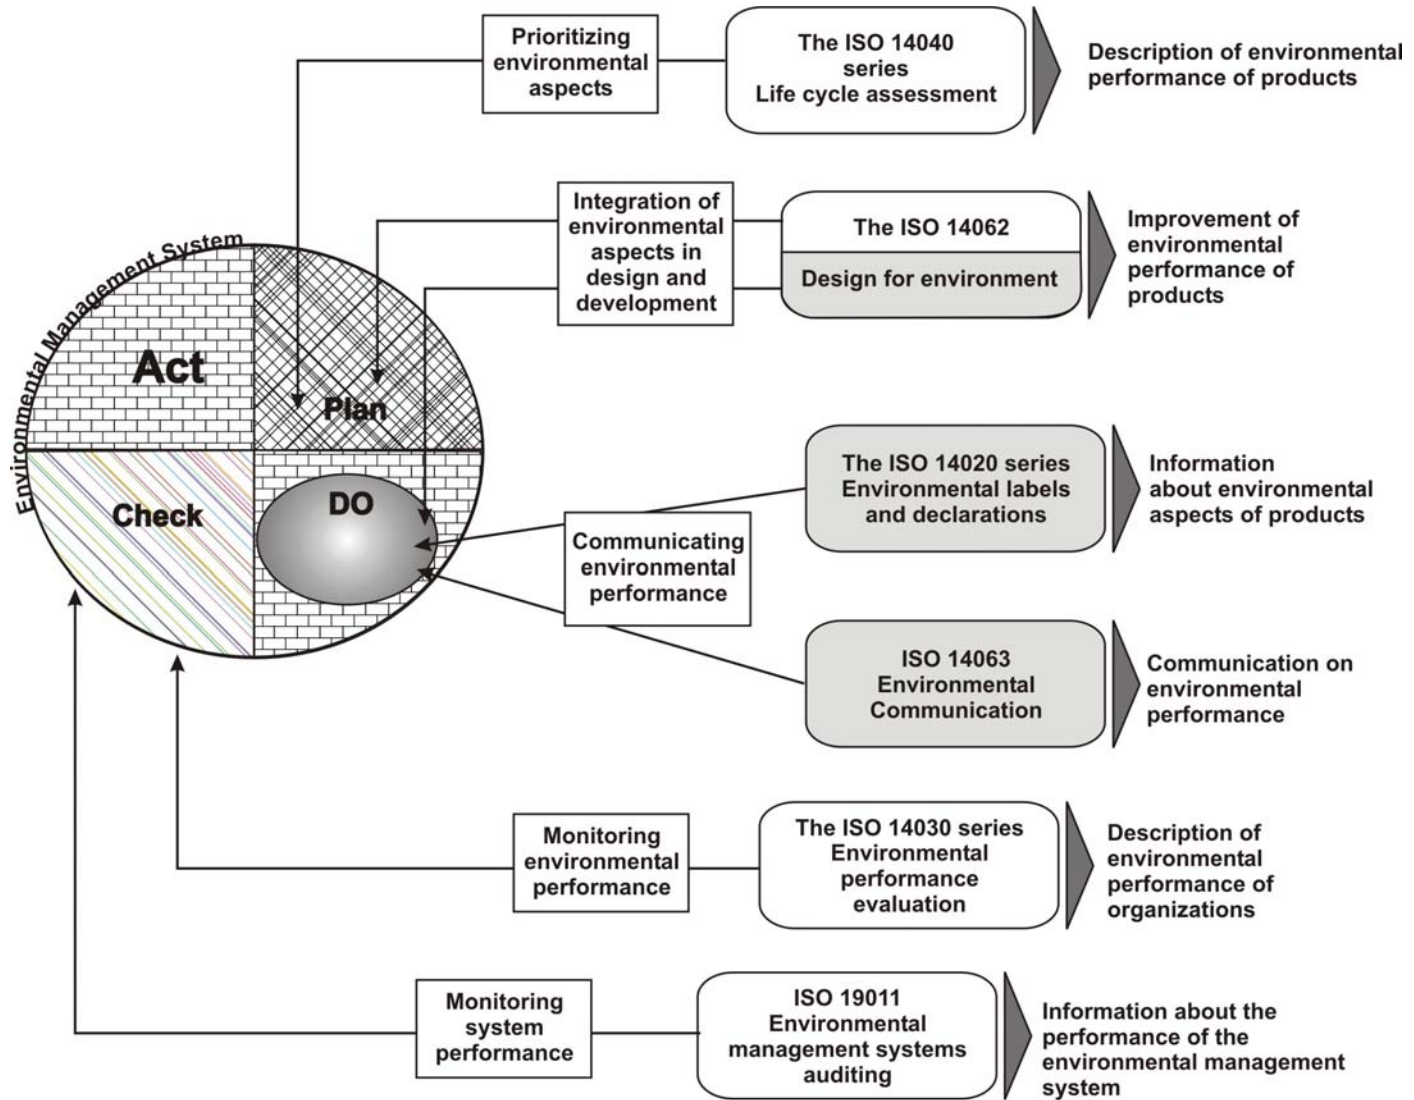 Prioritizing
environmental
aspects
The ISO 14040
series
Life cycle assessment
Description of environmental
performance of products
Integration of
environmental
aspects in
design and
development
The ISO 14062
Design for environment
Improvement of
environmental
performance of
products
Environmental Management System
Act
Plan
Check
DO
The ISO 14020 series
Environmental labels
and declarations
Information
about environmental
aspects of products
Communicating
environmental
performance
ISO 14063
Environmental
Communication
Communication on
environmental
performance
Monitoring
environmental
performance
The ISO 14030 series
Environmental
performance
evaluation
Description of
environmental
performance of
organizations
Monitoring
system
performance
ISO 19011
Environmental
management systems
auditing
Information about the
performance of the
environmental management
system